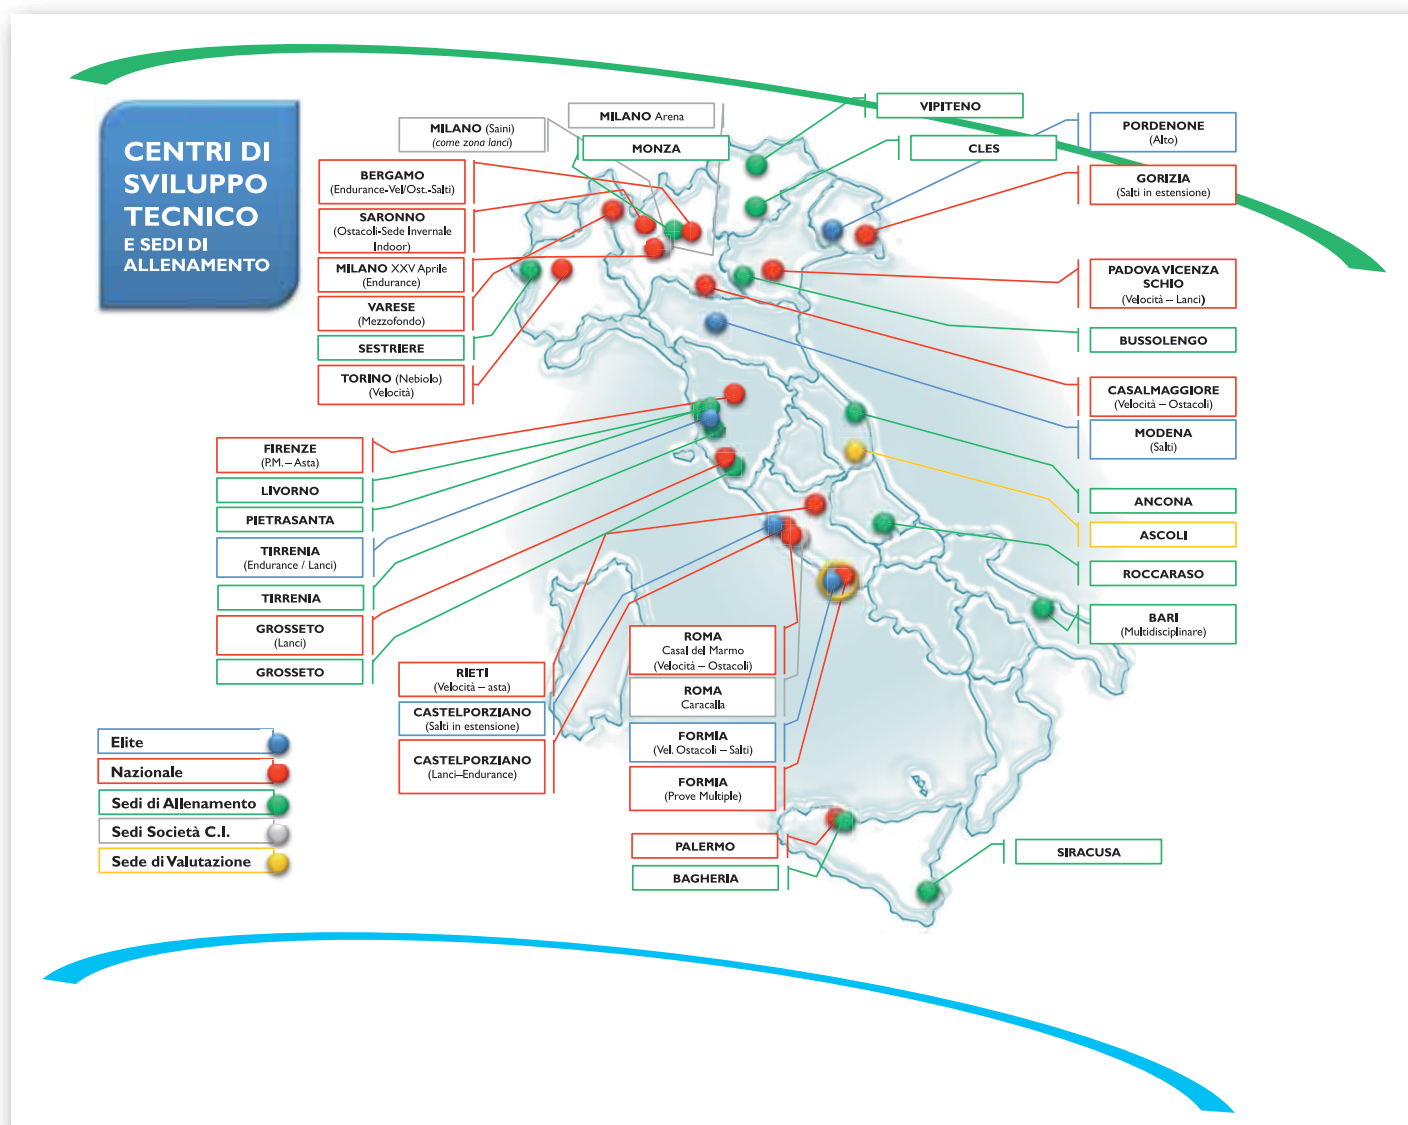 CENTRI DI
SVILUPPO
TECNICO
E SEDI DI
ALLENAMENTO
MILANO (Saini)
(come zona lanci)
MILANO Arena
MONZA
VIPITENO
CLES
PORDENONE
(Alto)
GORIZIA
(Salti in estensione)
BERGAMO
(Endurance-Vel/Ost.-Salti)
SARONNO
(Ostacoli-Sede Invernale
Indoor)
MILANO XXV Aprile
(Endurance)
VARESE
(Mezzofondo)
SESTRIERE
TORINO (Nebiolo)
(Velocità)
PADOVA VICENZA
SCHIO
(Velocità – Lanci)
BUSSOLENGO
CASALMAGGIORE
(Velocità – Ostacoli)
MODENA
(Salti)
ANCONA
ASCOLI
ROCCARASO
BARI
(Multidisciplinare)
FIRENZE
(P.M. – Asta)
LIVORNO
PIETRASANTA
TIRRENIA
(Endurance / Lanci)
TIRRENIA
GROSSETO
(Lanci)
GROSSETO
RIETI
(Velocità – asta)
CASTELPORZIANO
(Salti in estensione)
CASTELPORZIANO
(Lanci–Endurance)
ROMA
Casal del Marmo
(Velocità – Ostacoli)
ROMA
Caracalla
FORMIA
(Vel. Ostacoli – Salti)
FORMIA
(Prove Multiple)
PALERMO
BAGHERIA
SIRACUSA
Elite
Nazionale
Sedi di Allenamento
Sedi Società C.I.
Sede di Valutazione